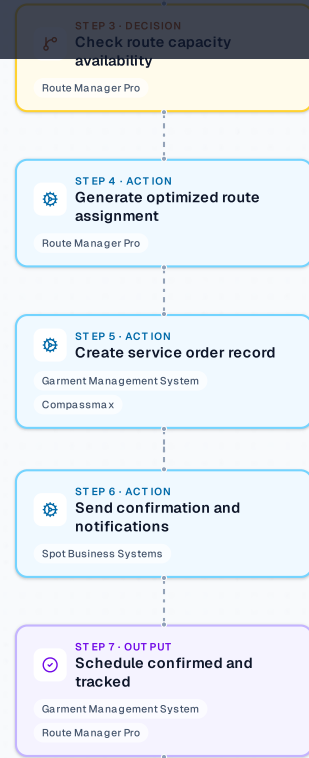 STEP 3 · DECISION
Check route capacity
availability
Route Manager Pro
STEP 4 · ACTION
Generate optimized route
assignment
Route Manager Pro
STEP 5 · ACTION
Create service order record
Garment Management System
Compassmax
STEP 6 · ACTION
Send confirmation and
notifications
Spot Business Systems
STEP 7 · OUTPUT
Schedule confirmed and
tracked
Garment Management System
Route Manager Pro